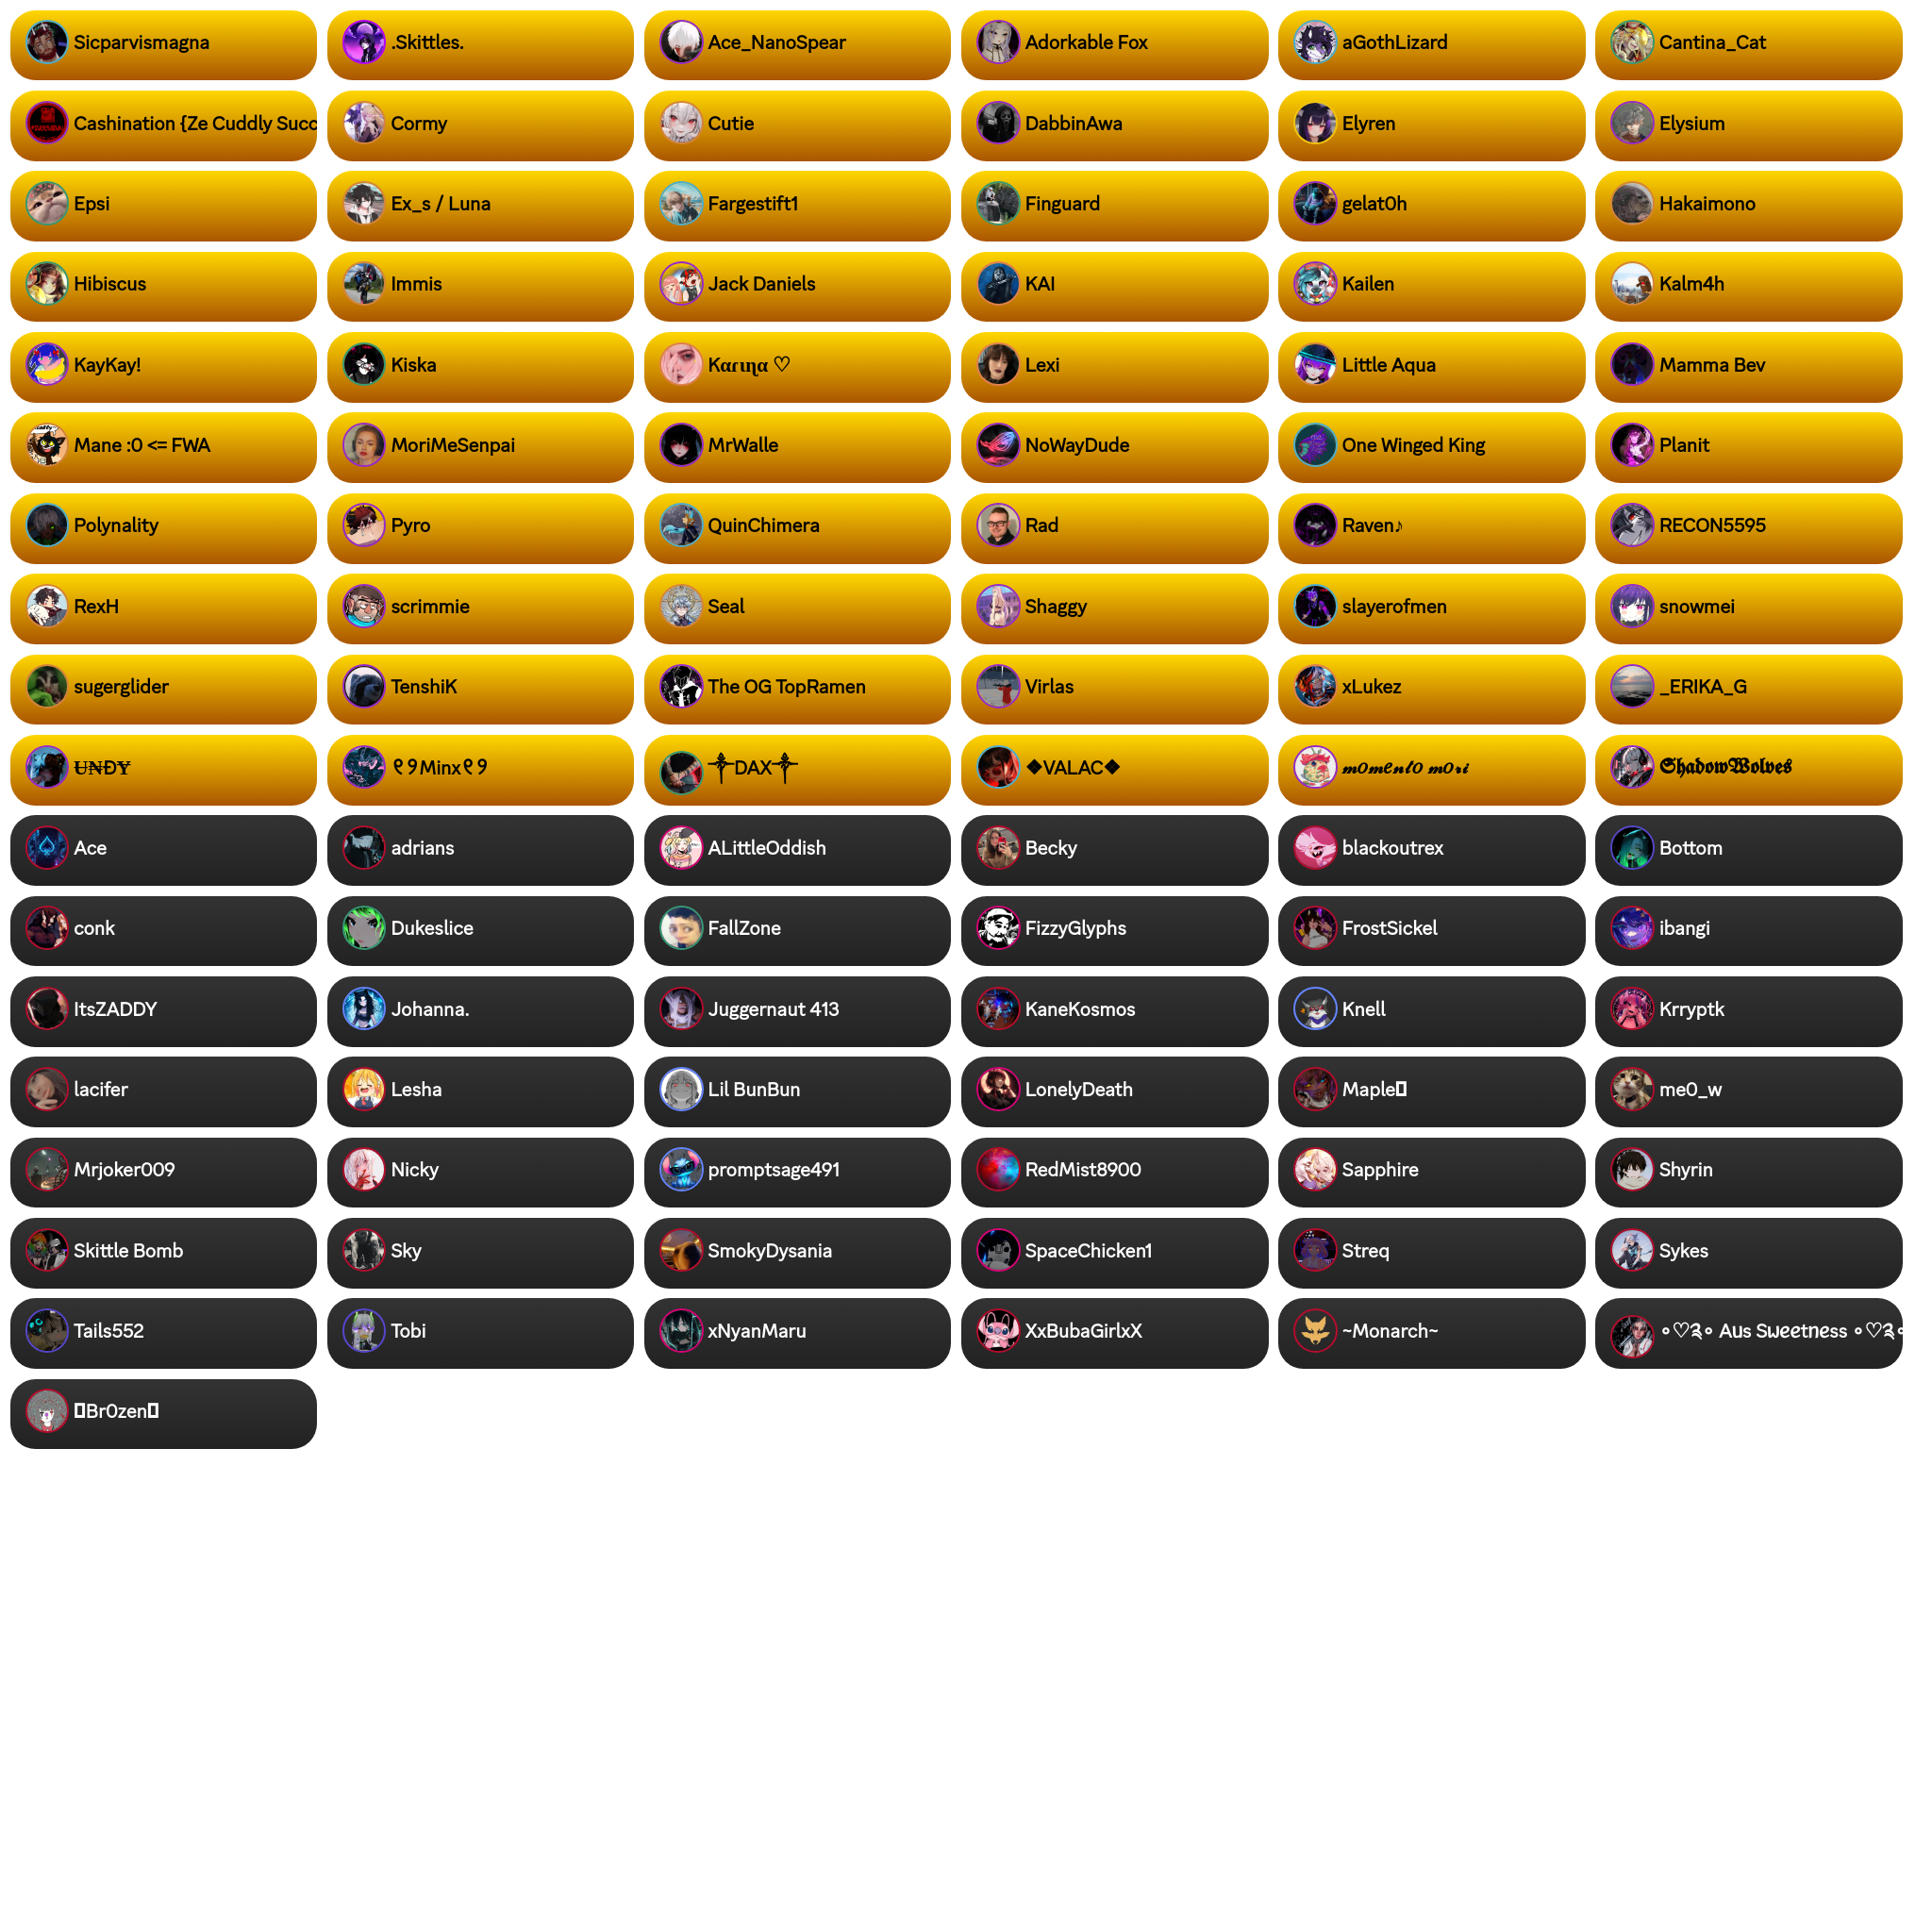 Sicparvismagna
.Skittles.
Ace_NanoSpear
Adorkable Fox
aGothLizard
Cantina_Cat
Cashination {Ze Cuddly Succ
Cormy
Cutie
DabbinAwa
Elyren
Elysium
Epsi
Ex_s / Luna
Fargestift1
Finguard
gelat0h
Hakaimono
Hibiscus
Immis
Jack Daniels
KAI
Kailen
Kalm4h
KayKay!
Kiska
Kαɾιɳα ♡
Lexi
Little Aqua
Mamma Bev
Mane :0 <= FWA
MoriMeSenpai
MrWalle
NoWayDude
One Winged King
Planit
Polynality
Pyro
QuinChimera
Rad
Raven♪
RECON5595
RexH
scrimmie
Seal
Shaggy
slayerofmen
snowmei
sugerglider
TenshiK
The OG TopRamen
Virlas
xLukez
_ERIKA_G
U̶₦ĐɎ
ৎ୨Minxৎ୨
༒DAX༒
❖VALAC❖
𝓶𝓸𝓶𝓮𝓷𝓽𝓸 𝓶𝓸𝓻𝓲
𝕾𝖍𝖆𝖉𝖔𝖜𝖂𝖔𝖑𝖛𝖊𝖘
Ace
adrians
ALittleOddish
Becky
blackoutrex
Bottom
conk
Dukeslice
FallZone
FizzyGlyphs
FrostSickel
ibangi
ItsZADDY
Johanna.
Juggernaut 413
KaneKosmos
Knell
Krryptk
lacifer
Lesha
Lil BunBun
LonelyDeath
Maple
me0_w
Mrjoker009
Nicky
promptsage491
RedMist8900
Sapphire
Shyrin
Skittle Bomb
Sky
SmokyDysania
SpaceChicken1
Streq
Sykes
Tails552
Tobi
xNyanMaru
XxBubaGirlxX
~Monarch~
∘♡༉∘ Aus Sweetness ∘♡༉∘
Br0zen